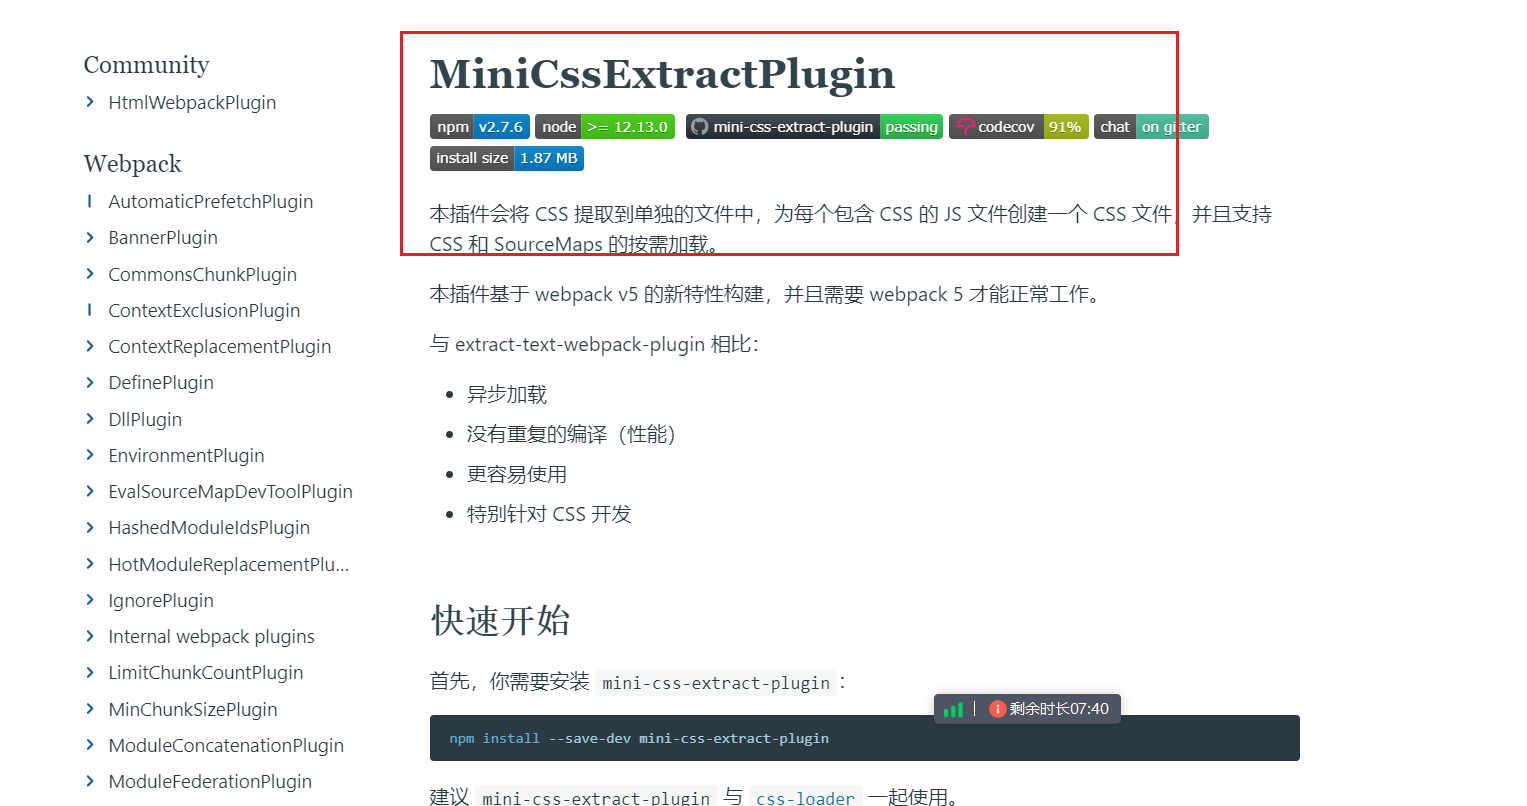 Community
HtmlWebpackPlugin
Webpack
AutomaticPrefetchPlugin
BannerPlugin
CommonsChunkPlugin
ContextExclusionPlugin
ContextReplacementPlugin
DefinePlugin
DllPlugin
EnvironmentPlugin
EvalSourceMapDevToolPlugin
HashedModuleIdsPlugin
HotModuleReplacementPlu...
IgnorePlugin
Internal webpack plugins
LimitChunkCountPlugin
MinChunkSizePlugin
ModuleConcatenationPlugin
ModuleFederationPlugin
MiniCssExtractPlugin
npm v2.7.6 node >= 12.13.0 mini-css-extract-plugin passing codecov 91% chat on gitter
install size 1.87 MB
本插件会将 CSS 提取到单独的文件中，为每个包含 CSS 的 JS 文件创建一个 CSS 文件，并且支持
CSS 和 SourceMaps 的按需加载。
本插件基于 webpack v5 的新特性构建，并且需要 webpack 5 才能正常工作。
与 extract-text-webpack-plugin 相比：
• 异步加载
• 没有重复的编译（性能）
• 更容易使用
• 特别针对 CSS 开发
快速开始
首先，你需要安装 mini-css-extract-plugin：
剩余时长07:40
npm install --save-dev mini-css-extract-plugin
建议 mini-css-extract-plugin 与 css-loader 一起使用。